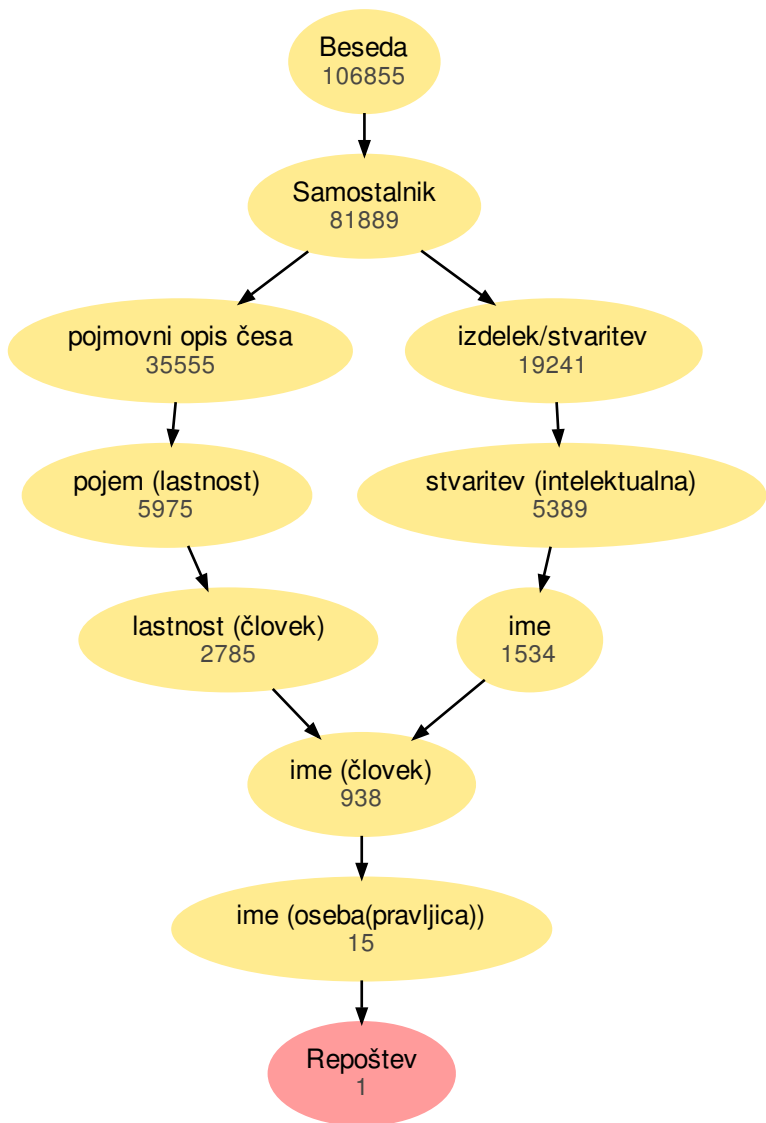 Beseda
106855
Samostalnik
81889
pojmovni opis česa
35555
izdelek/stvaritev
19241
pojem (lastnost)
5975
stvaritev (intelektualna)
5389
lastnost (človek)
2785
ime
1534
ime (človek)
938
ime (oseba(pravljica))
15
Repoštev
1